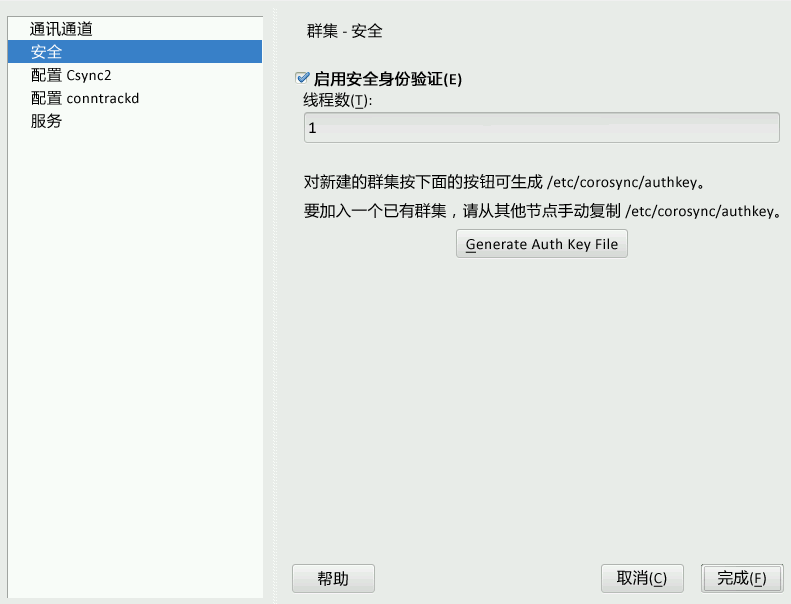 通讯通道
安全
配置 Csync2
配置 conntrackd
服务
群集 - 安全
启用安全身份验证(E)
线程数(T):
1
对新建的群集按下面的按钮可生成 /etc/corosync/authkey。
要加入一个已有群集，请从其他节点手动复制 /etc/corosync/authkey。
Generate Auth Key File
帮助
取消(C)
完成(F)